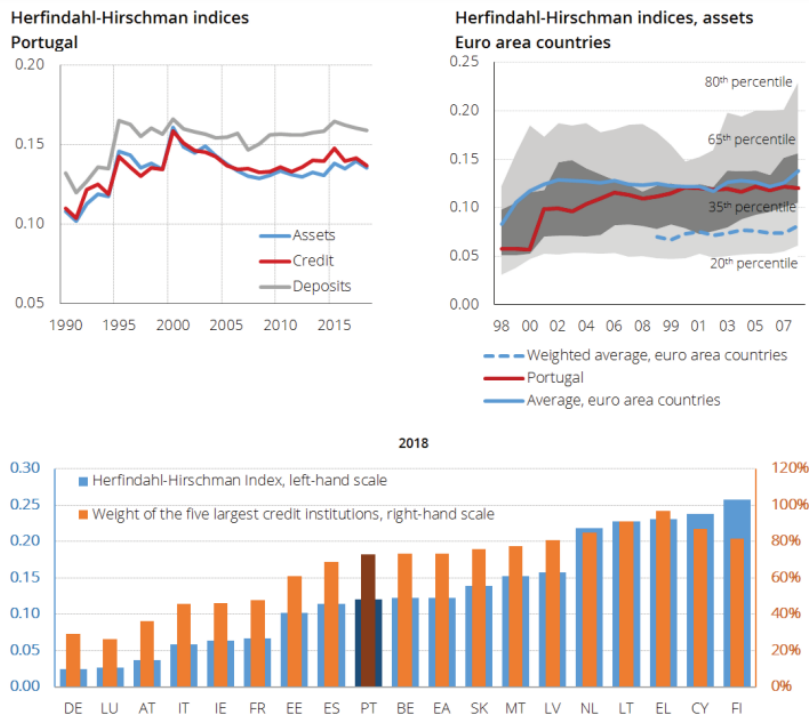 Herfindahl-Hirschman indices
Portugal
0.20
0.15
0.10
0.05
Assets
Credit
Deposits
1990 1995 2000 2005 2010 2015
Herfindahl-Hirschman indices, assets
Euro area countries
0.25
0.20
0.15
0.10
0.05
0.00
80th percentile
65th percentile
35th percentile
20th percentile
98 00 02 04 06 08 99 01 03 05 07
Weighted average, euro area countries
Portugal
Average, euro area countries
2018
0.30
0.25
0.20
0.15
0.10
0.05
0.00
Herfindahl-Hirschman Index, left-hand scale
Weight of the five largest credit institutions, right-hand scale
120%
100%
80%
60%
40%
20%
0%
DE LU AT IT IE FR EE ES PT BE EA SK MT LV NL LT EL CY FI